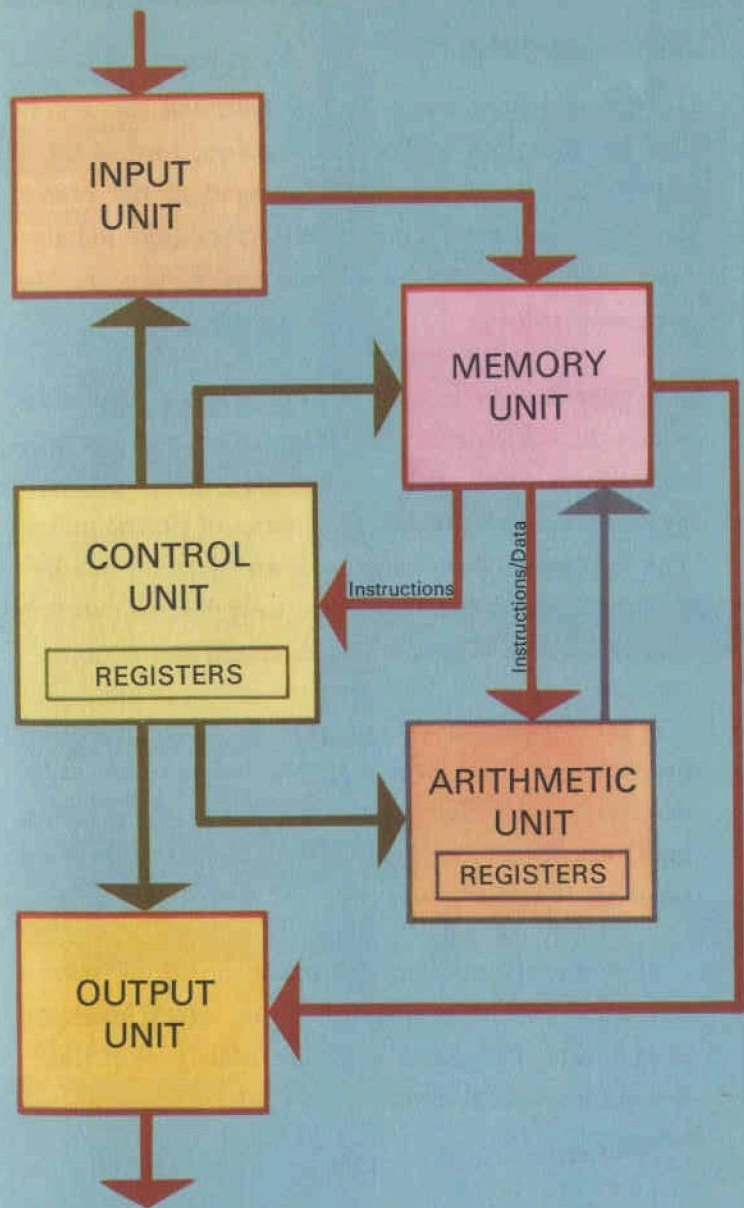 INPUT
UNIT
MEMORY
UNIT
CONTROL
UNIT
REGISTERS
Instructions
Instructions/Data
ARITHMETIC
UNIT
REGISTERS
OUTPUT
UNIT